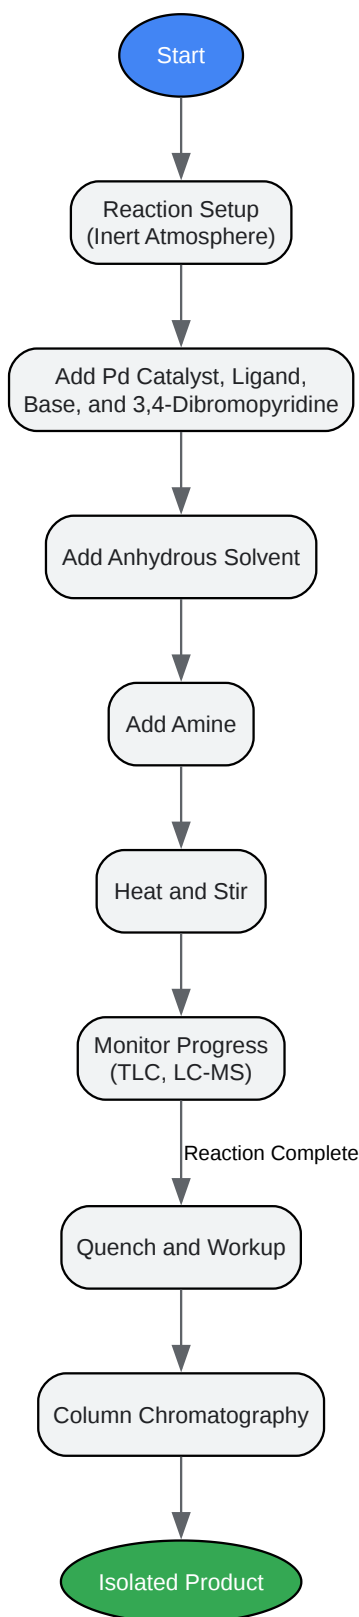 Start
Reaction Setup
(Inert Atmosphere)
Add Pd Catalyst, Ligand,
Base, and 3,4-Dibromopyridine
Add Anhydrous Solvent
Add Amine
Heat and Stir
Monitor Progress
(TLC, LC-MS)
Reaction Complete
Quench and Workup
Column Chromatography
Isolated Product